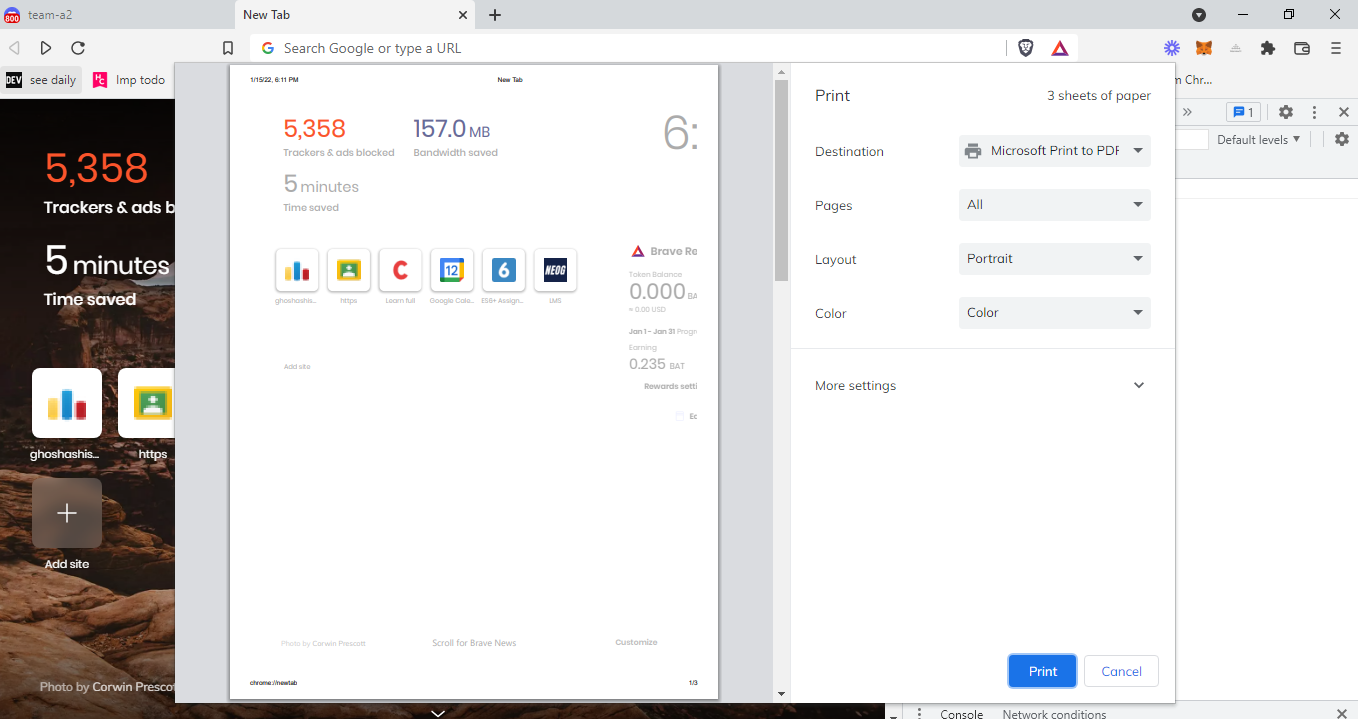 800
team-a2
New Tab
Search Google or type a URL
DEV
see daily
Imp todo
m Chr...
5,358
Trackers & ads b
5 minutes
Time saved
ghoshashis...
https
Add site
Photo by Corwin Prescot
1/15/22, 6:11 PM
New Tab
5,358
Trackers & ads blocked
157.0 MB
Bandwidth saved
6:
5 minutes
Time saved
ghoshashis...
https
C
Learn full
12
Google Cale...
6
ES6+ Assign...
NEOG
LMS
Brave Re
Token Balance
0.000 BA
≈ 0.00 USD
Jan 1 - Jan 31 Progr
Earning
0.235 BAT
Rewards setti
Add site
Photo by Corwin Prescott
Scroll for Brave News
Customize
chrome://newtab
1/3
Print
3 sheets of paper
Destination
Microsoft Print to PDF
Pages
All
Layout
Portrait
Color
Color
More settings
Print
Cancel
1
Default levels
Console
Network conditions